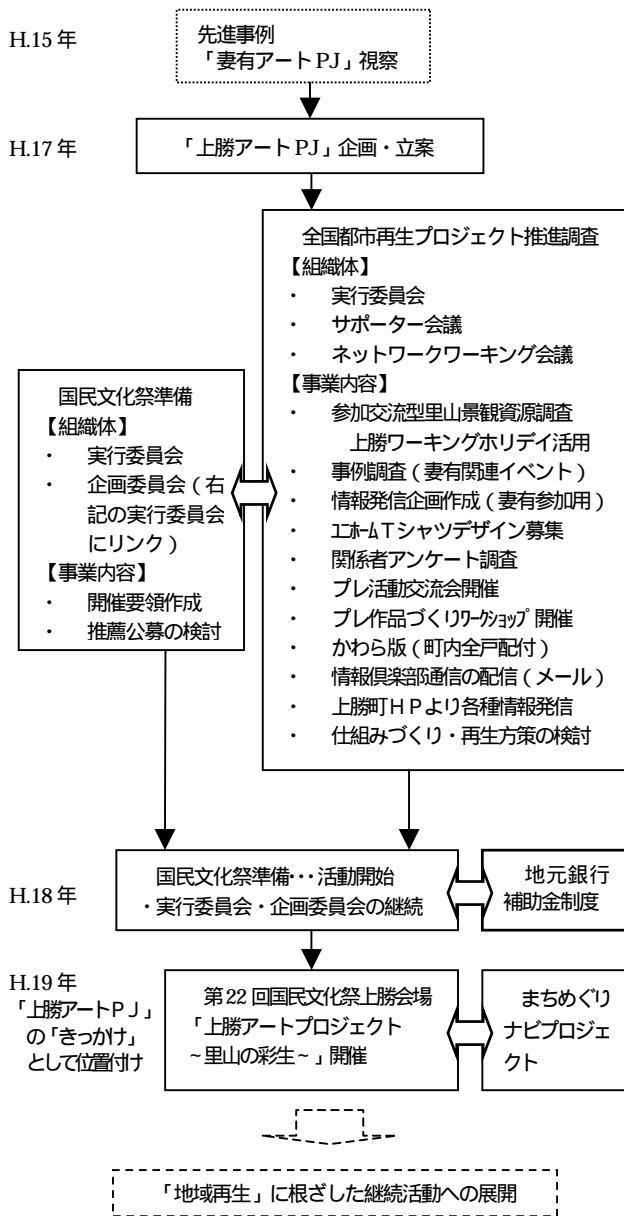 H.15 年
先進事例
「妻有アート PJ」視察
H.17 年
「上勝アート PJ」企画・立案
全国都市再生プロジェクト推進調査
【組織体】
・ 実行委員会
・ サポーター会議
・ ネットワークワーキング会議
【事業内容】
・ 参加交流型里山景観資源調査
上勝ワーキングホリデイ活用
・ 事例調査（妻有関連イベント）
・ 情報発信企画作成（妻有参加用）
・ ﾕﾆﾎｰﾑＴシャツデザイン募集
・ 関係者アンケート調査
・ プレ活動交流会開催
・ プレ作品づくりﾜｰｸｼｮｯﾌﾟ開催
・ かわら版（町内全戸配付）
・ 情報倶楽部通信の配信（メール）
・ 上勝町ＨＰより各種情報発信
・ 仕組みづくり・再生方策の検討
国民文化祭準備
【組織体】
・ 実行委員会
・ 企画委員会（右
記の実行委員会
にリンク）
【事業内容】
・ 開催要領作成
・ 推薦公募の検討
H.18 年
国民文化祭準備･･･活動開始
・実行委員会・企画委員会の継続
地元銀行
補助金制度
H.19 年
「上勝アートＰＪ」
の「きっかけ」
として位置付け
第 22 回国民文化祭上勝会場
「上勝アートプロジェクト
～里山の彩生～」開催
まちめぐり
ナビプロジェ
クト
「地域再生」に根ざした継続活動への展開